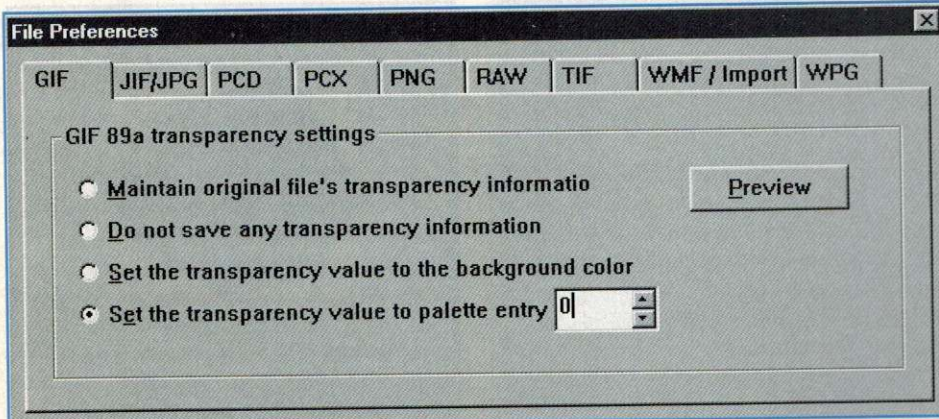 File Preferences
GIF JIF/JPG PCD PCX PNG RAW TIF WMF / Import WPG
GIF 89a transparency settings
Maintain original file's transparency informatio
Preview
Do not save any transparency information
Set the transparency value to the background color
Set the transparency value to palette entry 0